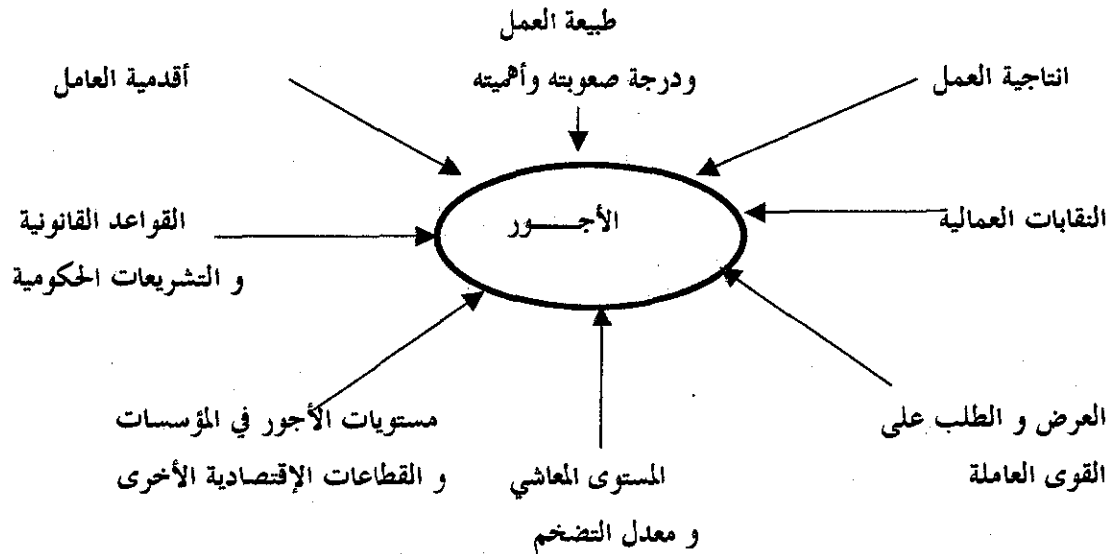 طبيعة العمل
ودرجة صعوبته وأهميته
انتاجية العمل
أقدمية العامل
النقابات العمالية
الأجـــــور
القواعد القانونية
و التشريعات الحكومية
العرض و الطلب على
القوى العاملة
المستوى المعاشي
و معدل التضخم
مستويات الأجور في المؤسسات
و القطاعات الإقتصادية الأخرى